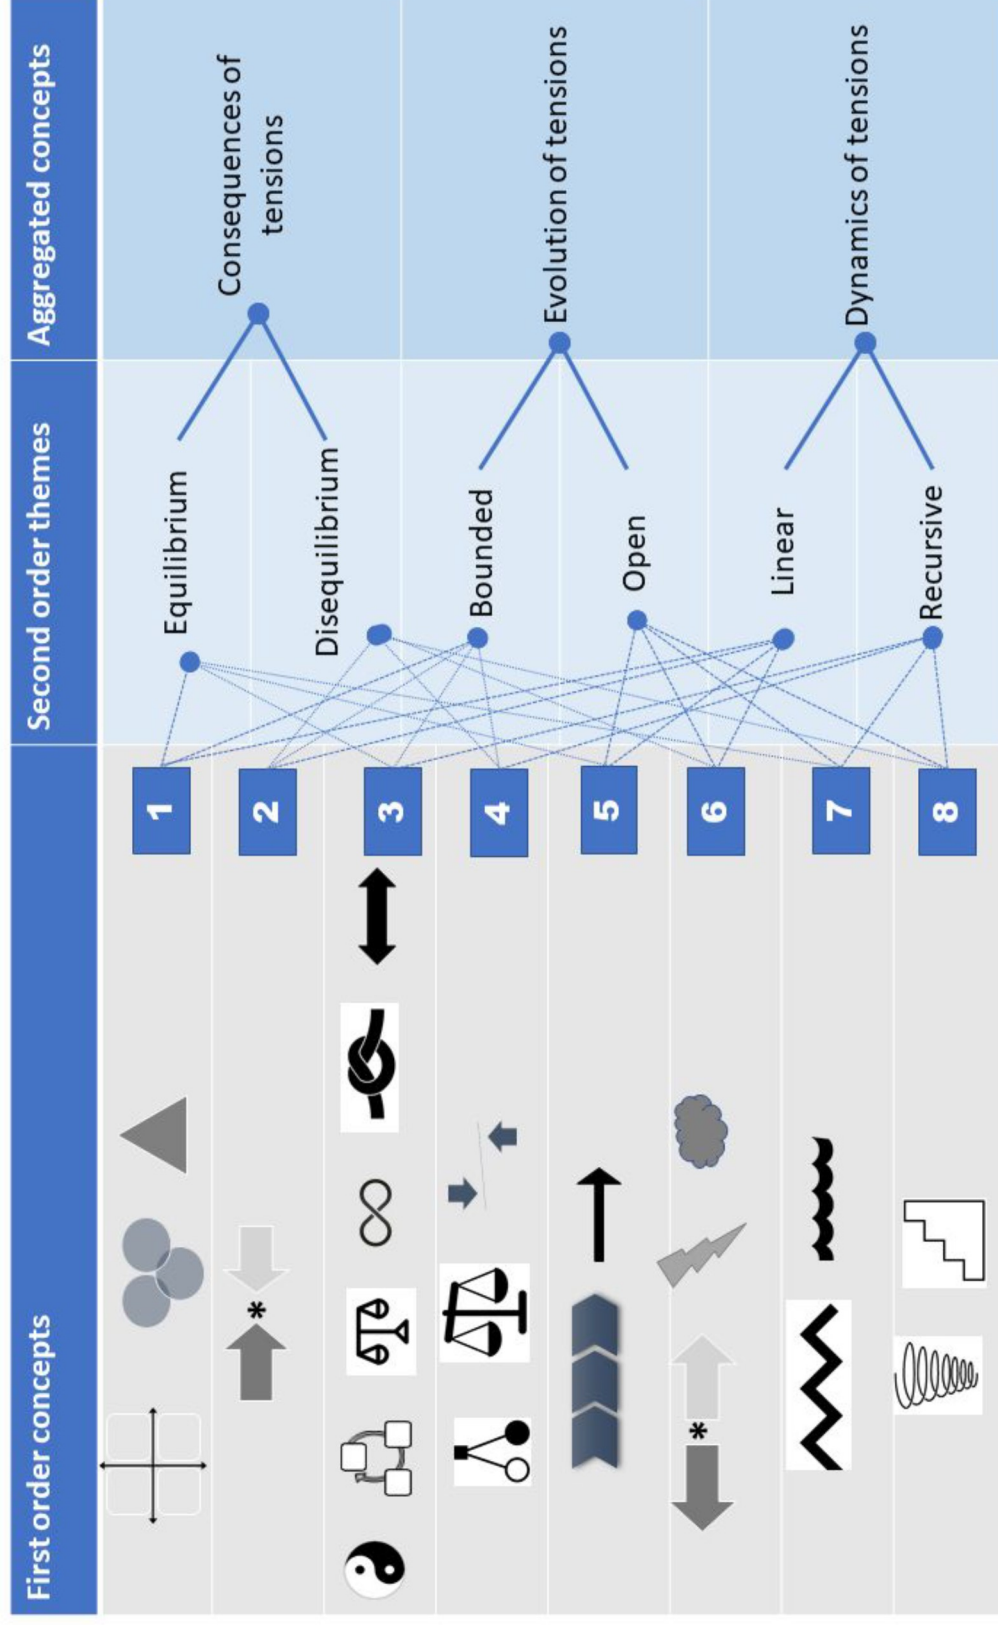 First order concepts
Second order themes
Aggregated concepts
1
2
*
3
4
5
6
*
7
8
Equilibrium
Disequilibrium
Bounded
Open
Linear
Recursive
Consequences of
tensions
Evolution of tensions
Dynamics of tensions